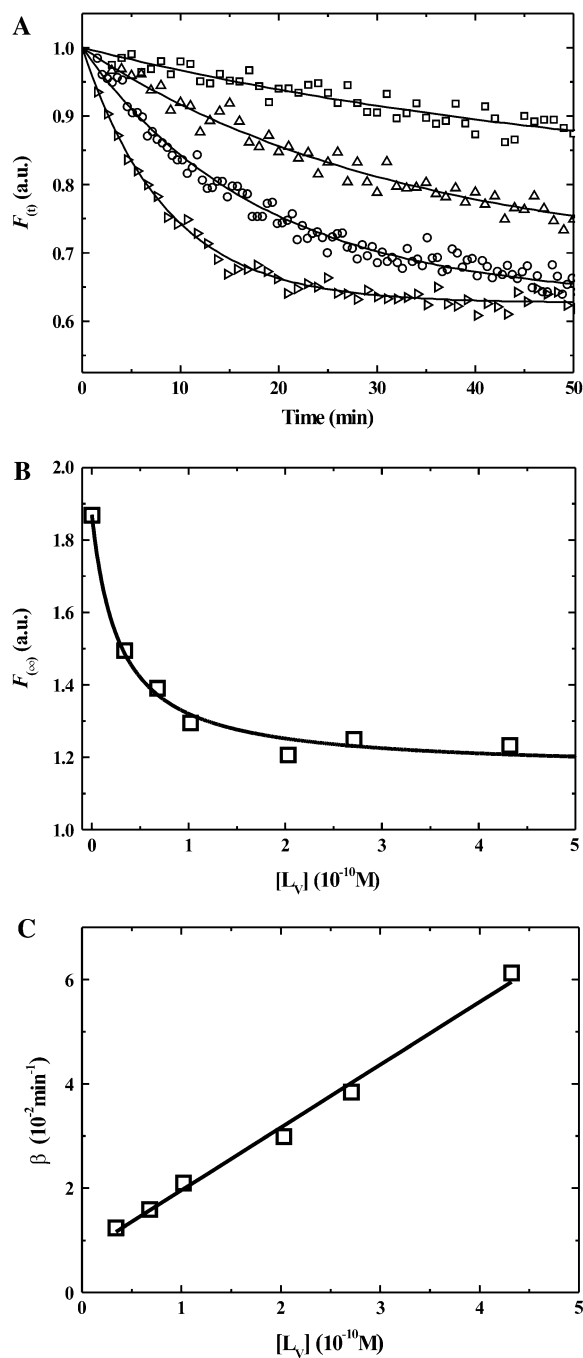 A
1.0
0.9
0.8
0.7
0.6
F(t) (a.u.)
0 10 20 30 40 50
Time (min)
B
2.0
1.8
1.6
1.4
1.2
1.0
F(∞) (a.u.)
0 1 2 3 4 5
[LV] (10-10M)
C
6
4
2
0
β (10-2min-1)
0 1 2 3 4 5
[LV] (10-10M)